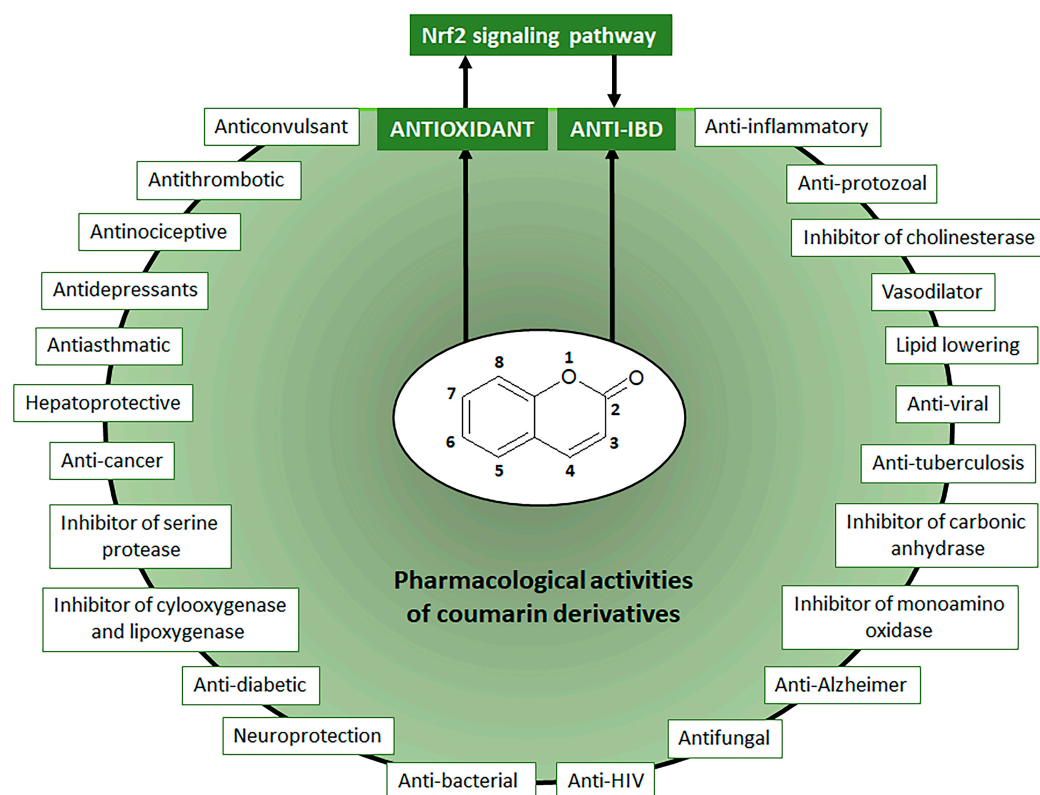 Nrf2 signaling pathway
ANTIOXIDANT
ANTI-IBD
Anticonvulsant
Antithrombotic
Antinociceptive
Antidepressants
Antiasthmatic
Hepatoprotective
Anti-cancer
Inhibitor of serine
protease
Inhibitor of cylooxygenase
and lipoxygenase
Anti-diabetic
Neuroprotection
Anti-bacterial
Anti-HIV
Antifungal
Anti-Alzheimer
Inhibitor of monoamino
oxidase
Inhibitor of carbonic
anhydrase
Anti-tuberculosis
Anti-viral
Lipid lowering
Vasodilator
Inhibitor of cholinesterase
Anti-protozoal
Anti-inflammatory
1
8
O
O
7
2
6
3
5
4
Pharmacological activities
of coumarin derivatives